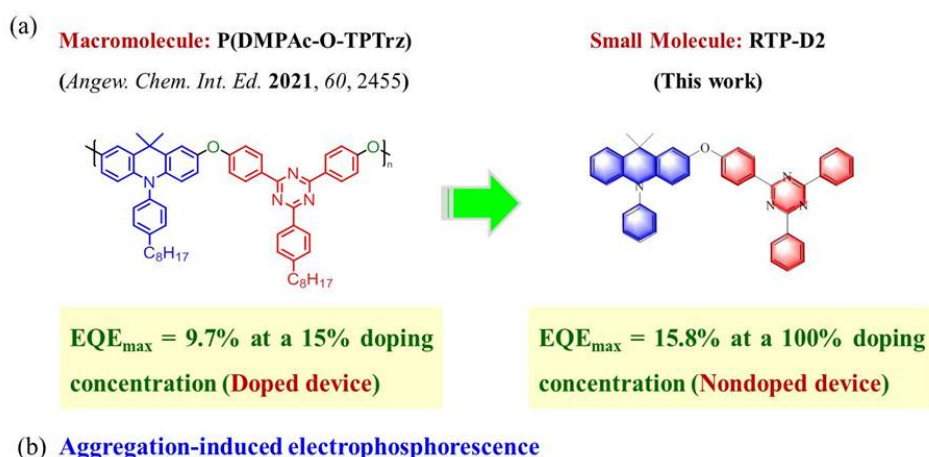 (a)
Macromolecule: P(DMPAc-O-TPTrz)
(Angew. Chem. Int. Ed. 2021, 60, 2455)
Small Molecule: RTP-D2
(This work)
O
O
n
N
N
N
N
C8H17
C8H17
O
N
N
N
N
EQEmax = 9.7% at a 15% doping
concentration (Doped device)
EQEmax = 15.8% at a 100% doping
concentration (Nondoped device)
(b) Aggregation-induced electrophosphorescence